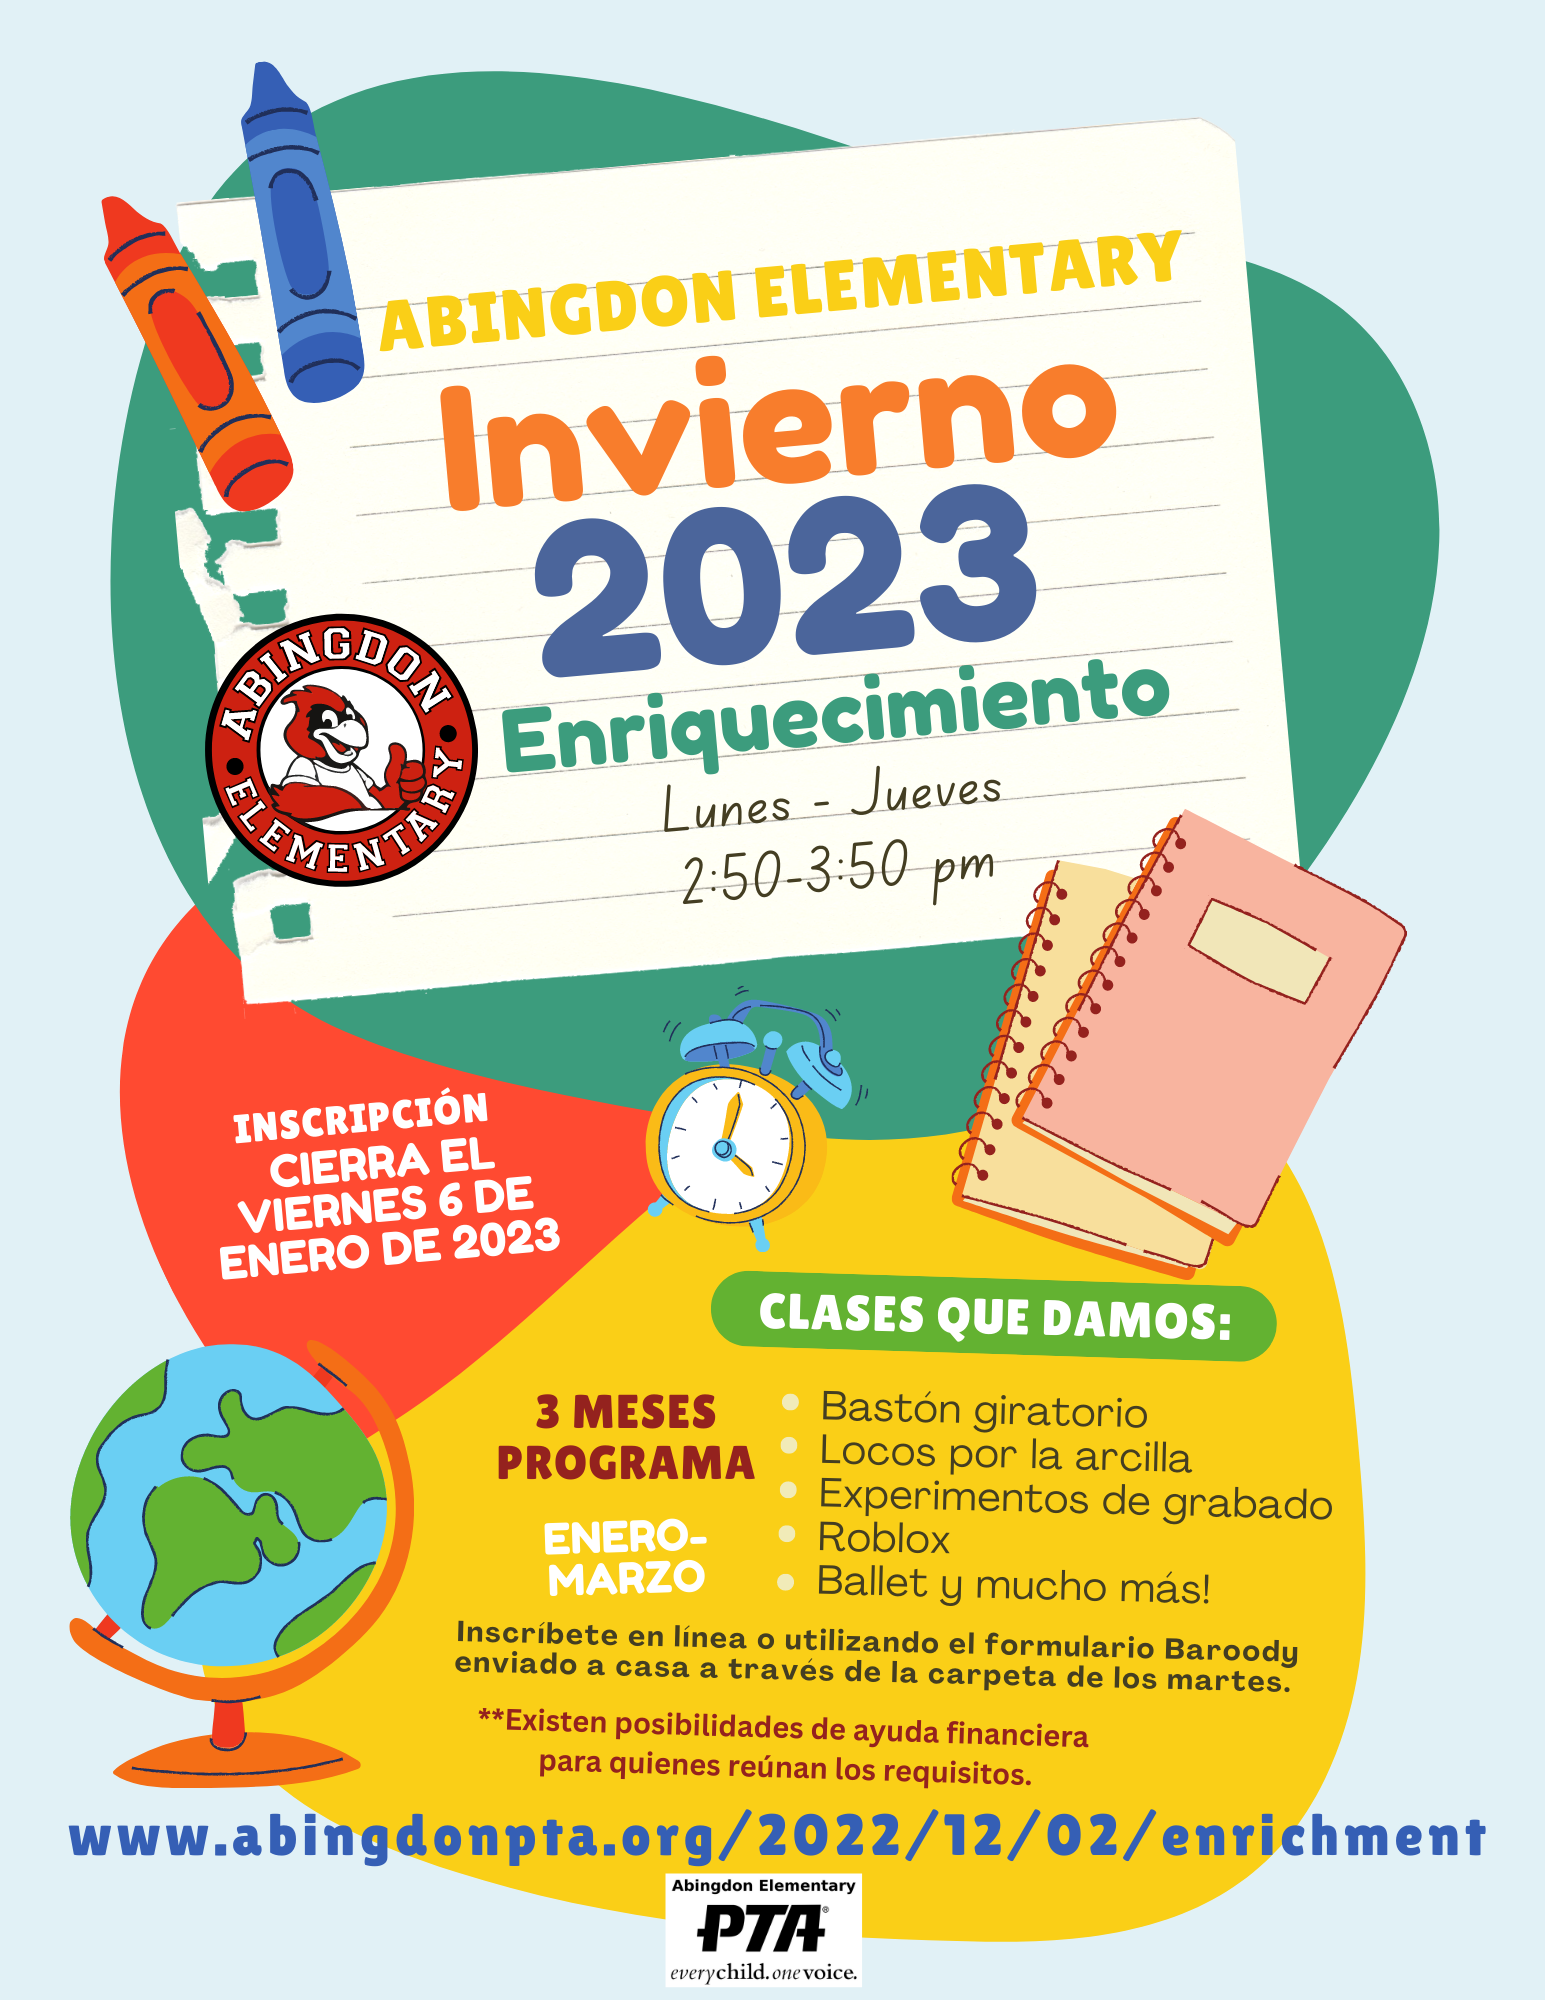 ABINGDON ELEMENTARY
Invierno
2023
Enriquecimiento
Lunes - Jueves
2:50-3:50 pm
ABINGDON
ELEMENTARY
INSCRIPCIÓN
CIERRA EL
VIERNES 6 DE
ENERO DE 2023
CLASES QUE DAMOS:
3 MESES
PROGRAMA
ENERO-
MARZO
Bastón giratorio
Locos por la arcilla
Experimentos de grabado
Roblox
Ballet y mucho más!
Inscríbete en línea o utilizando el formulario Baroody
enviado a casa a través de la carpeta de los martes.
**Existen posibilidades de ayuda financiera
para quienes reúnan los requisitos.
www.abingdonpta.org/2022/12/02/enrichment
Abingdon Elementary
PTA®
everychild.onevoice.